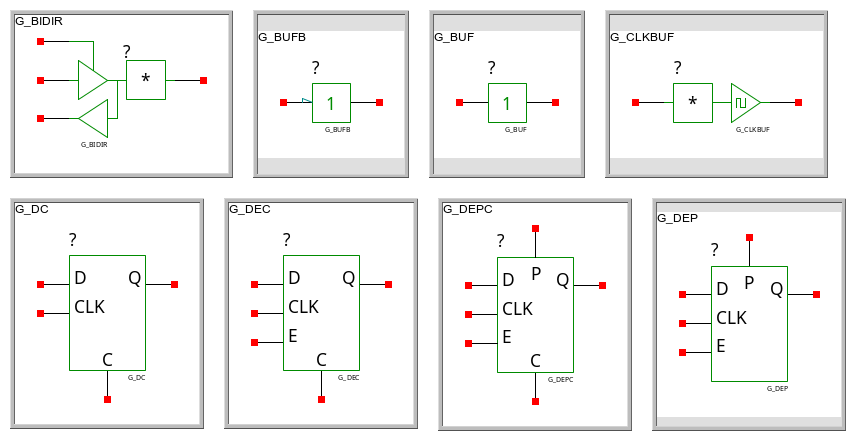 G_BIDIR
?
*
G_BIDIR
G_BUFB
?
1
G_BUFB
G_BUF
?
1
G_BUF
G_CLKBUF
?
*
G_CLKBUF
G_DC
?
D Q
CLK
C
G_DC
G_DEC
?
D Q
CLK
E
C
G_DEC
G_DEPC
?
D P Q
CLK
E
C
G_DEPC
G_DEP
?
D P Q
CLK
E
G_DEP